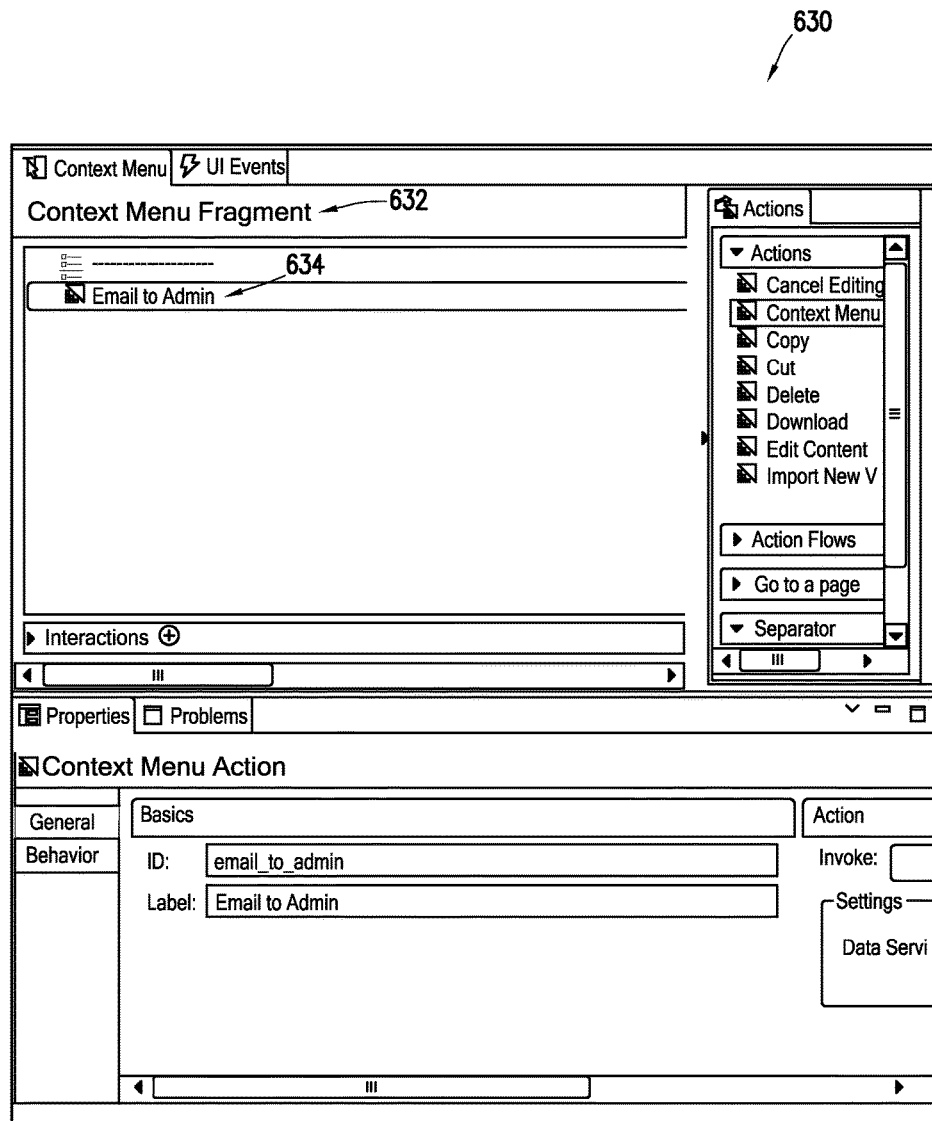 630
Context Menu
UI Events
Context Menu Fragment
632
Actions
--------------------
634
Email to Admin
Actions
Cancel Editing
Context Menu
Copy
Cut
Delete
Download
Edit Content
Import New V
Action Flows
Go to a page
Separator
Interactions
Properties
Problems
Context Menu Action
General
Behavior
Basics
ID: email_to_admin
Label: Email to Admin
Action
Invoke:
Settings
Data Servi